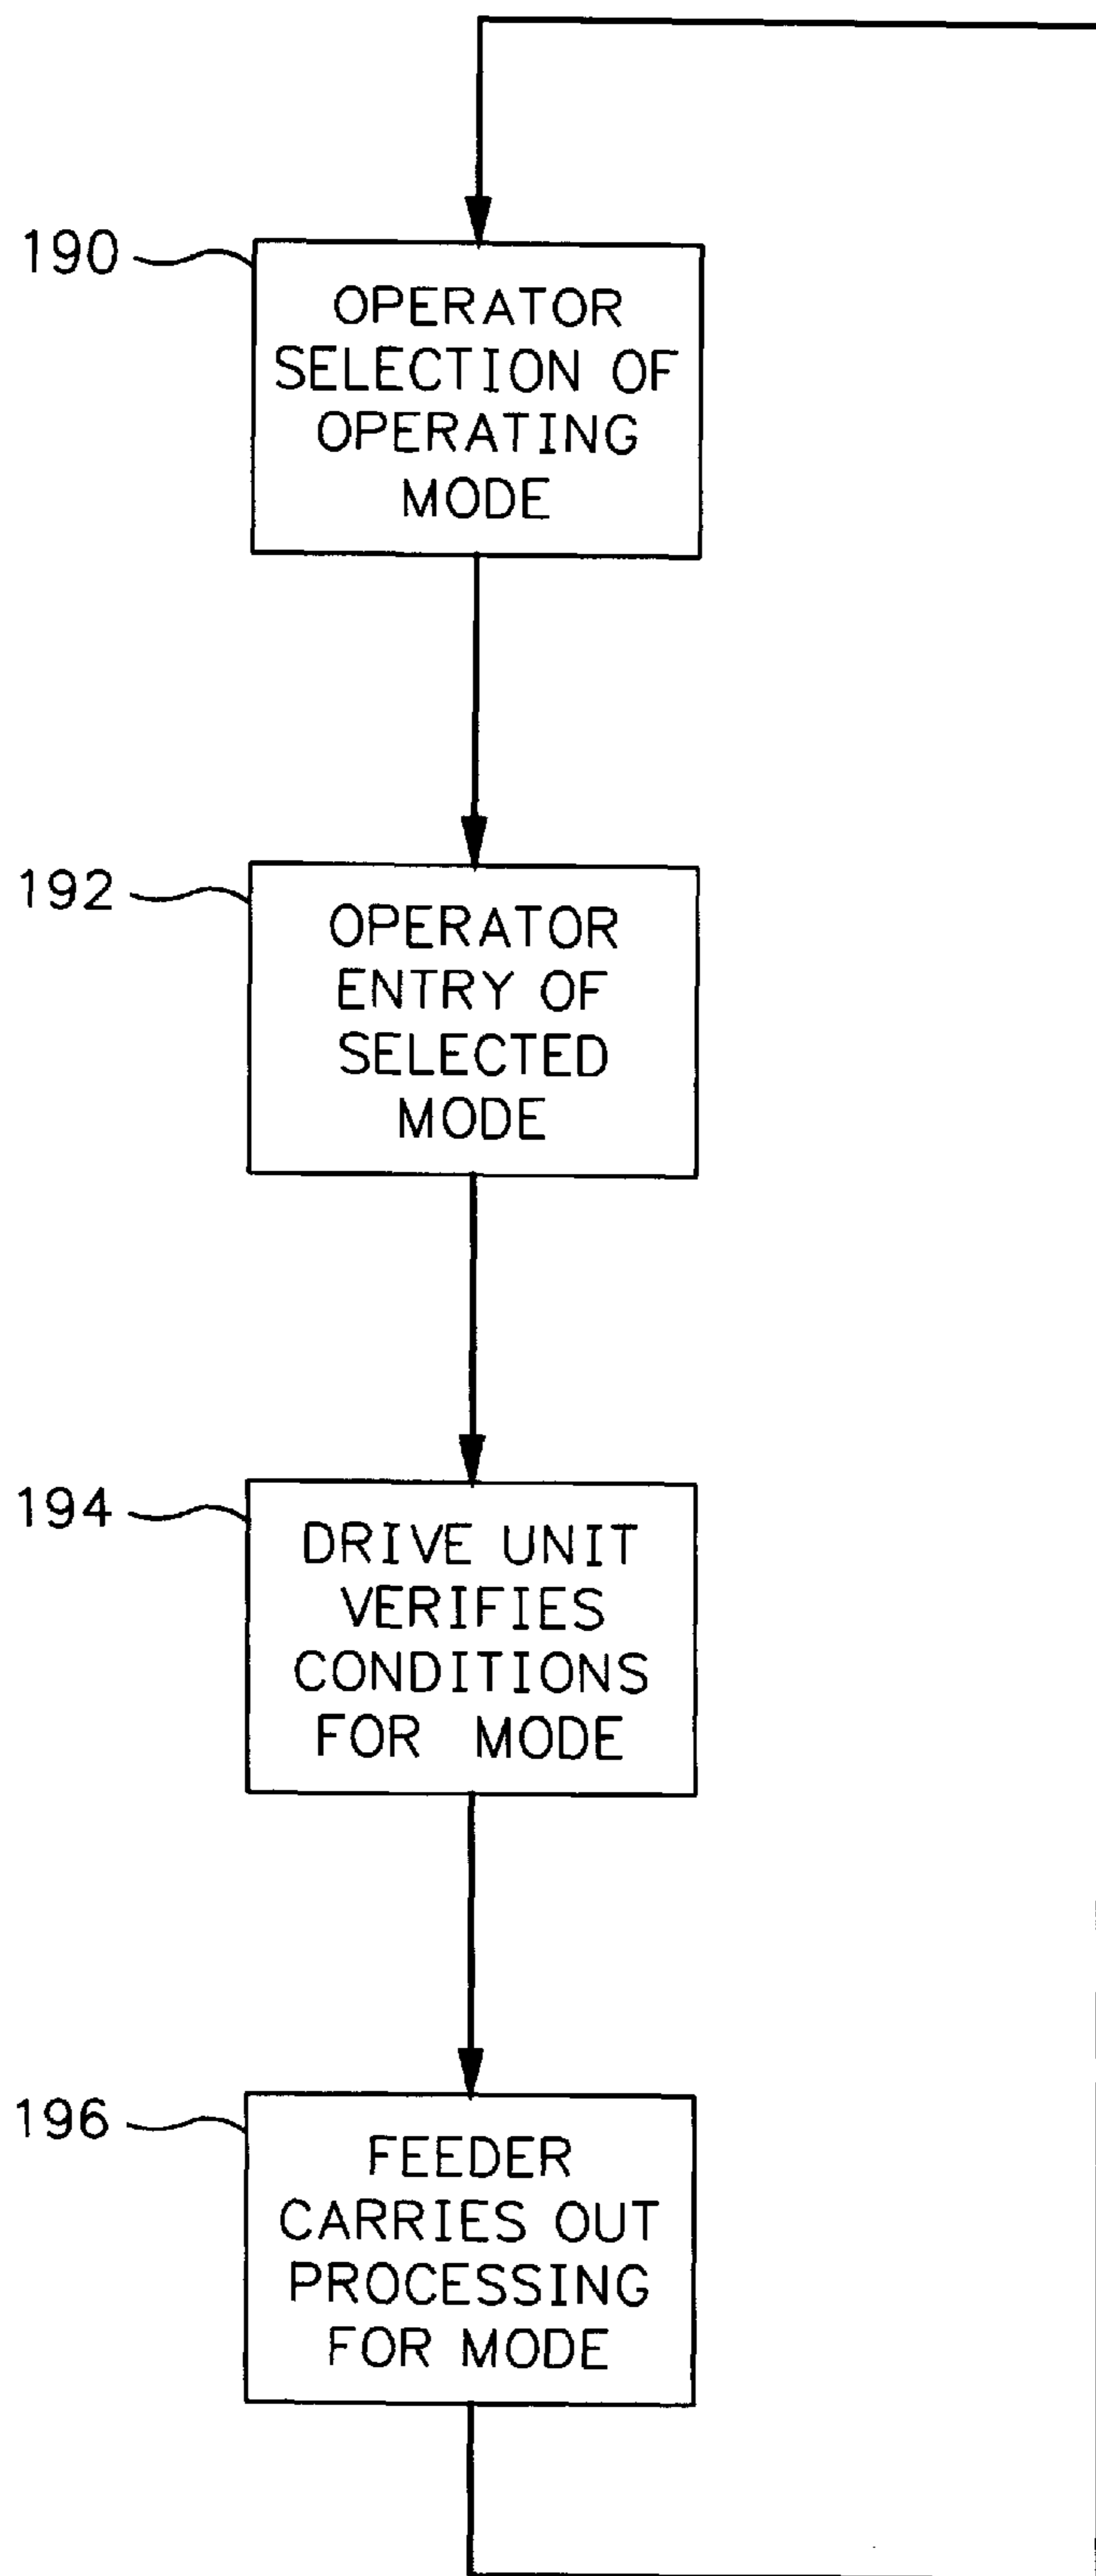 190
OPERATOR
SELECTION OF
OPERATING
MODE
192
OPERATOR
ENTRY OF
SELECTED
MODE
194
DRIVE UNIT
VERIFIES
CONDITIONS
FOR MODE
196
FEEDER
CARRIES OUT
PROCESSING
FOR MODE